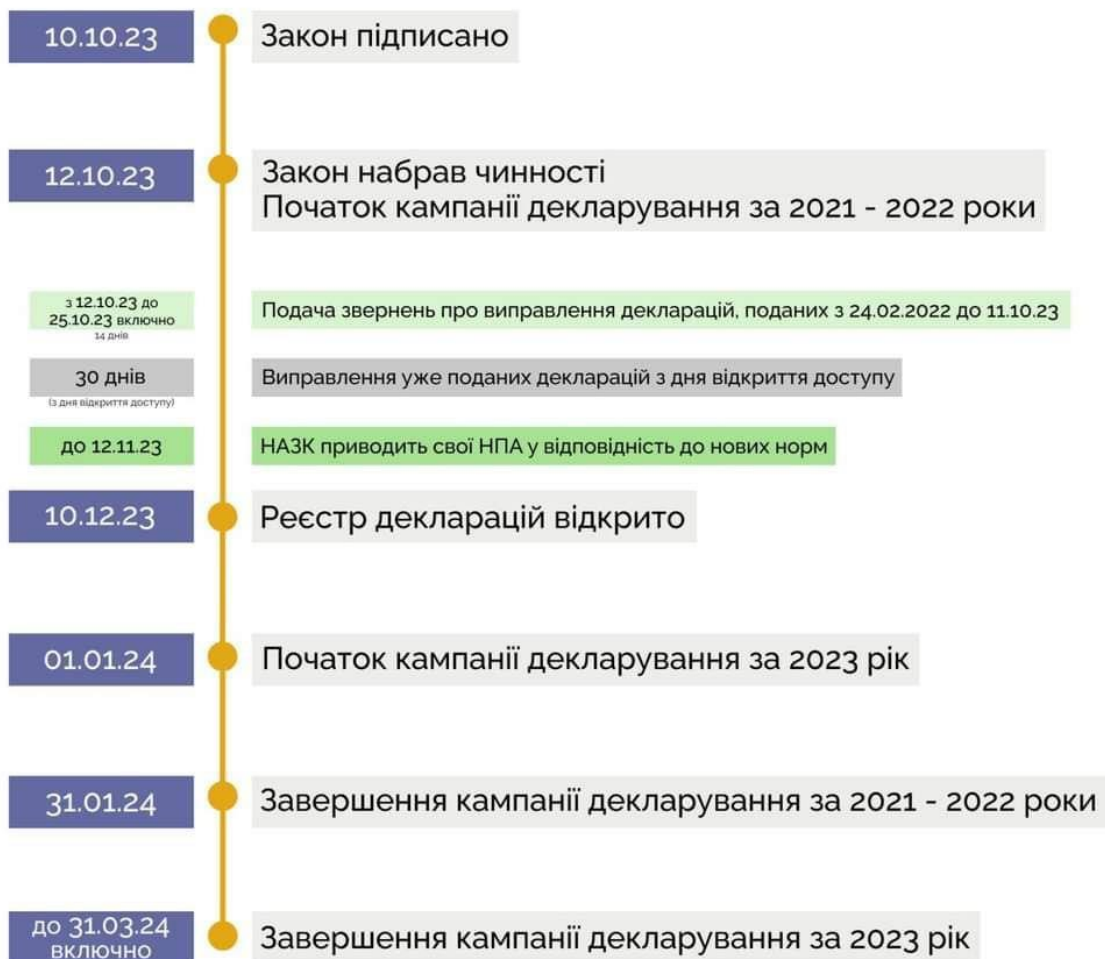 10.10.23
Закон підписано
12.10.23
Закон набрав чинності
Початок кампанії декларування за 2021 - 2022 роки
з 12.10.23 до
25.10.23 включно
14 днів
Подача звернень про виправлення декларацій, поданих з 24.02.2022 до 11.10.23
30 днів
(з дня відкриття доступу)
Виправлення уже поданих декларацій з дня відкриття доступу
до 12.11.23
НАЗК приводить свої НПА у відповідність до нових норм
10.12.23
Реєстр декларацій відкрито
01.01.24
Початок кампанії декларування за 2023 рік
31.01.24
Завершення кампанії декларування за 2021 - 2022 роки
до 31.03.24
включно
Завершення кампанії декларування за 2023 рік